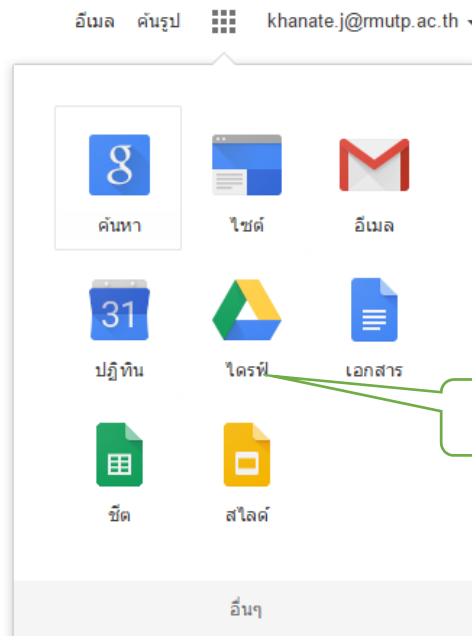 อีเมล ค้นรูป khanate.j@rmutp.ac.th
8
ค้นหา ไซต์ อีเมล
31
ปฏิทิน ไดรฟ์ เอกสาร
ชีต สไลด์
อื่นๆ